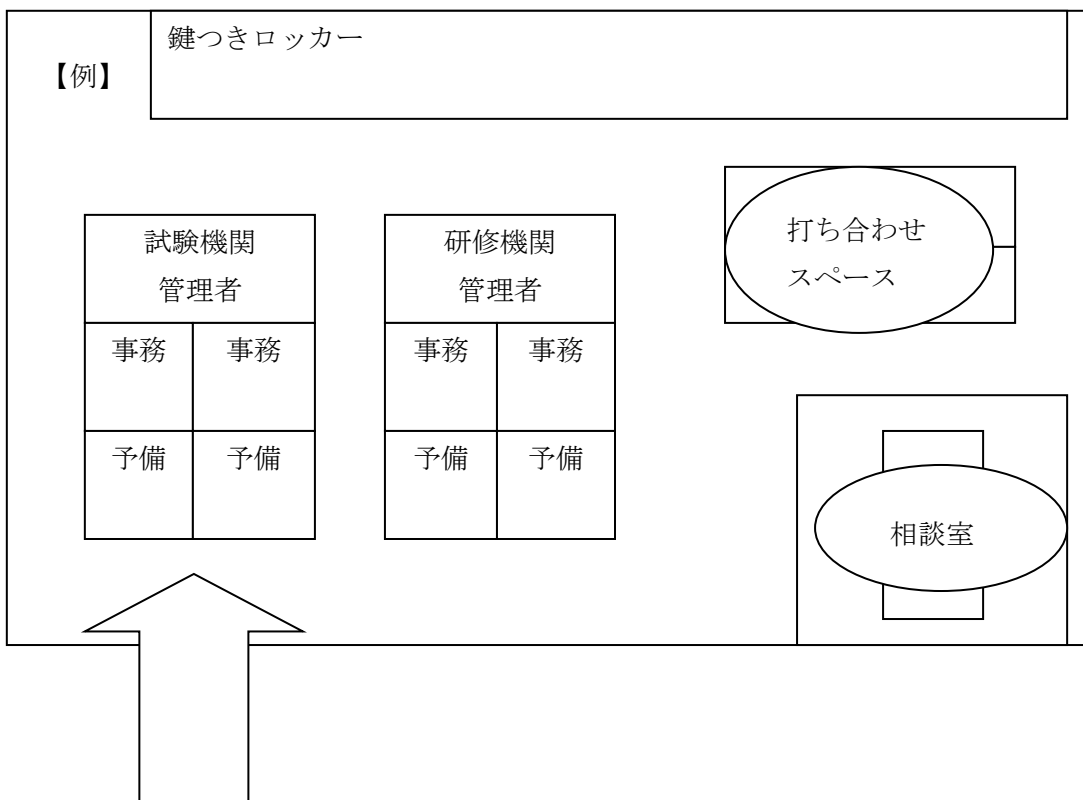 鍵つきロッカー
【例】
試験機関
管理者
事務 事務
予備 予備
研修機関
管理者
事務 事務
予備 予備
打ち合わせ
スペース
相談室